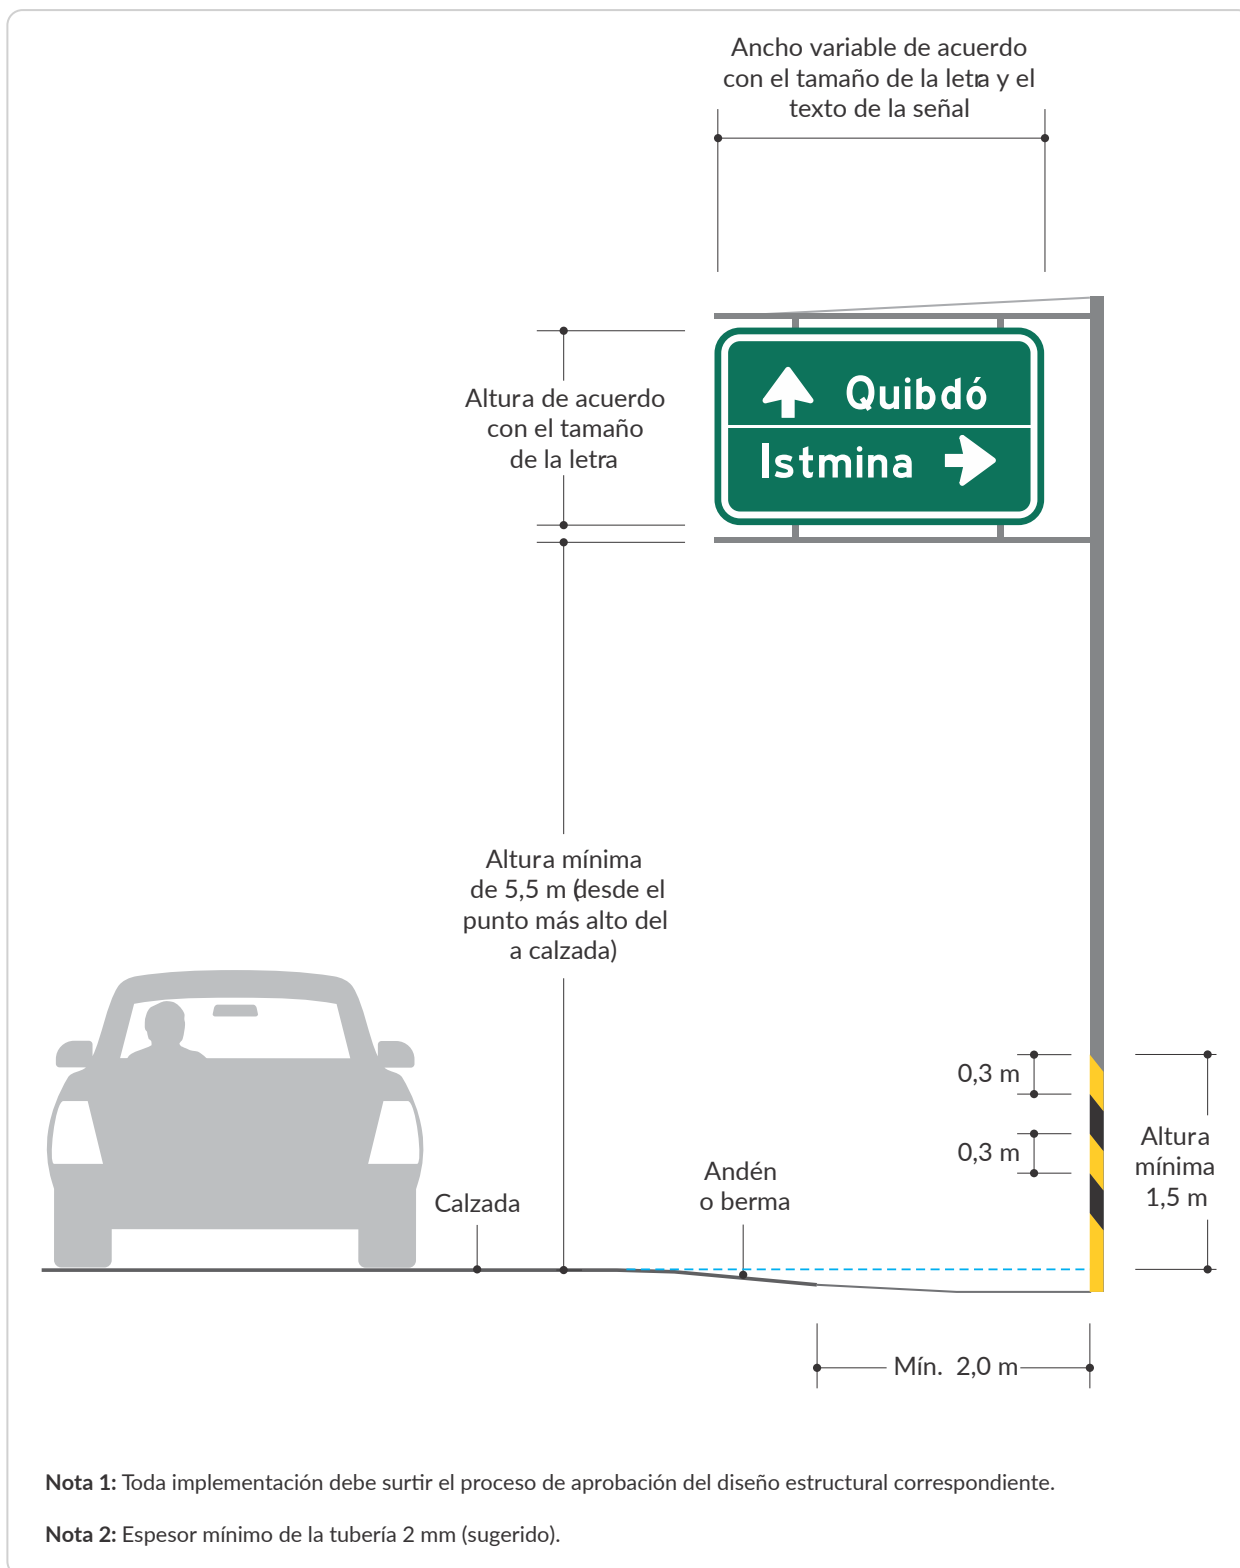 Ancho variable de acuerdo
con el tamaño de la letra y el
texto de la señal
Altura de acuerdo
con el tamaño
de la letra
Quibdó
Istmina
Altura mínima
de 5,5 m (desde el
punto más alto del
a calzada)
0,3 m
0,3 m
Altura
mínima
1,5 m
Andén
o berma
Calzada
Mín. 2,0 m
Nota 1: Toda implementación debe surtir el proceso de aprobación del diseño estructural correspondiente.
Nota 2: Espesor mínimo de la tubería 2 mm (sugerido).